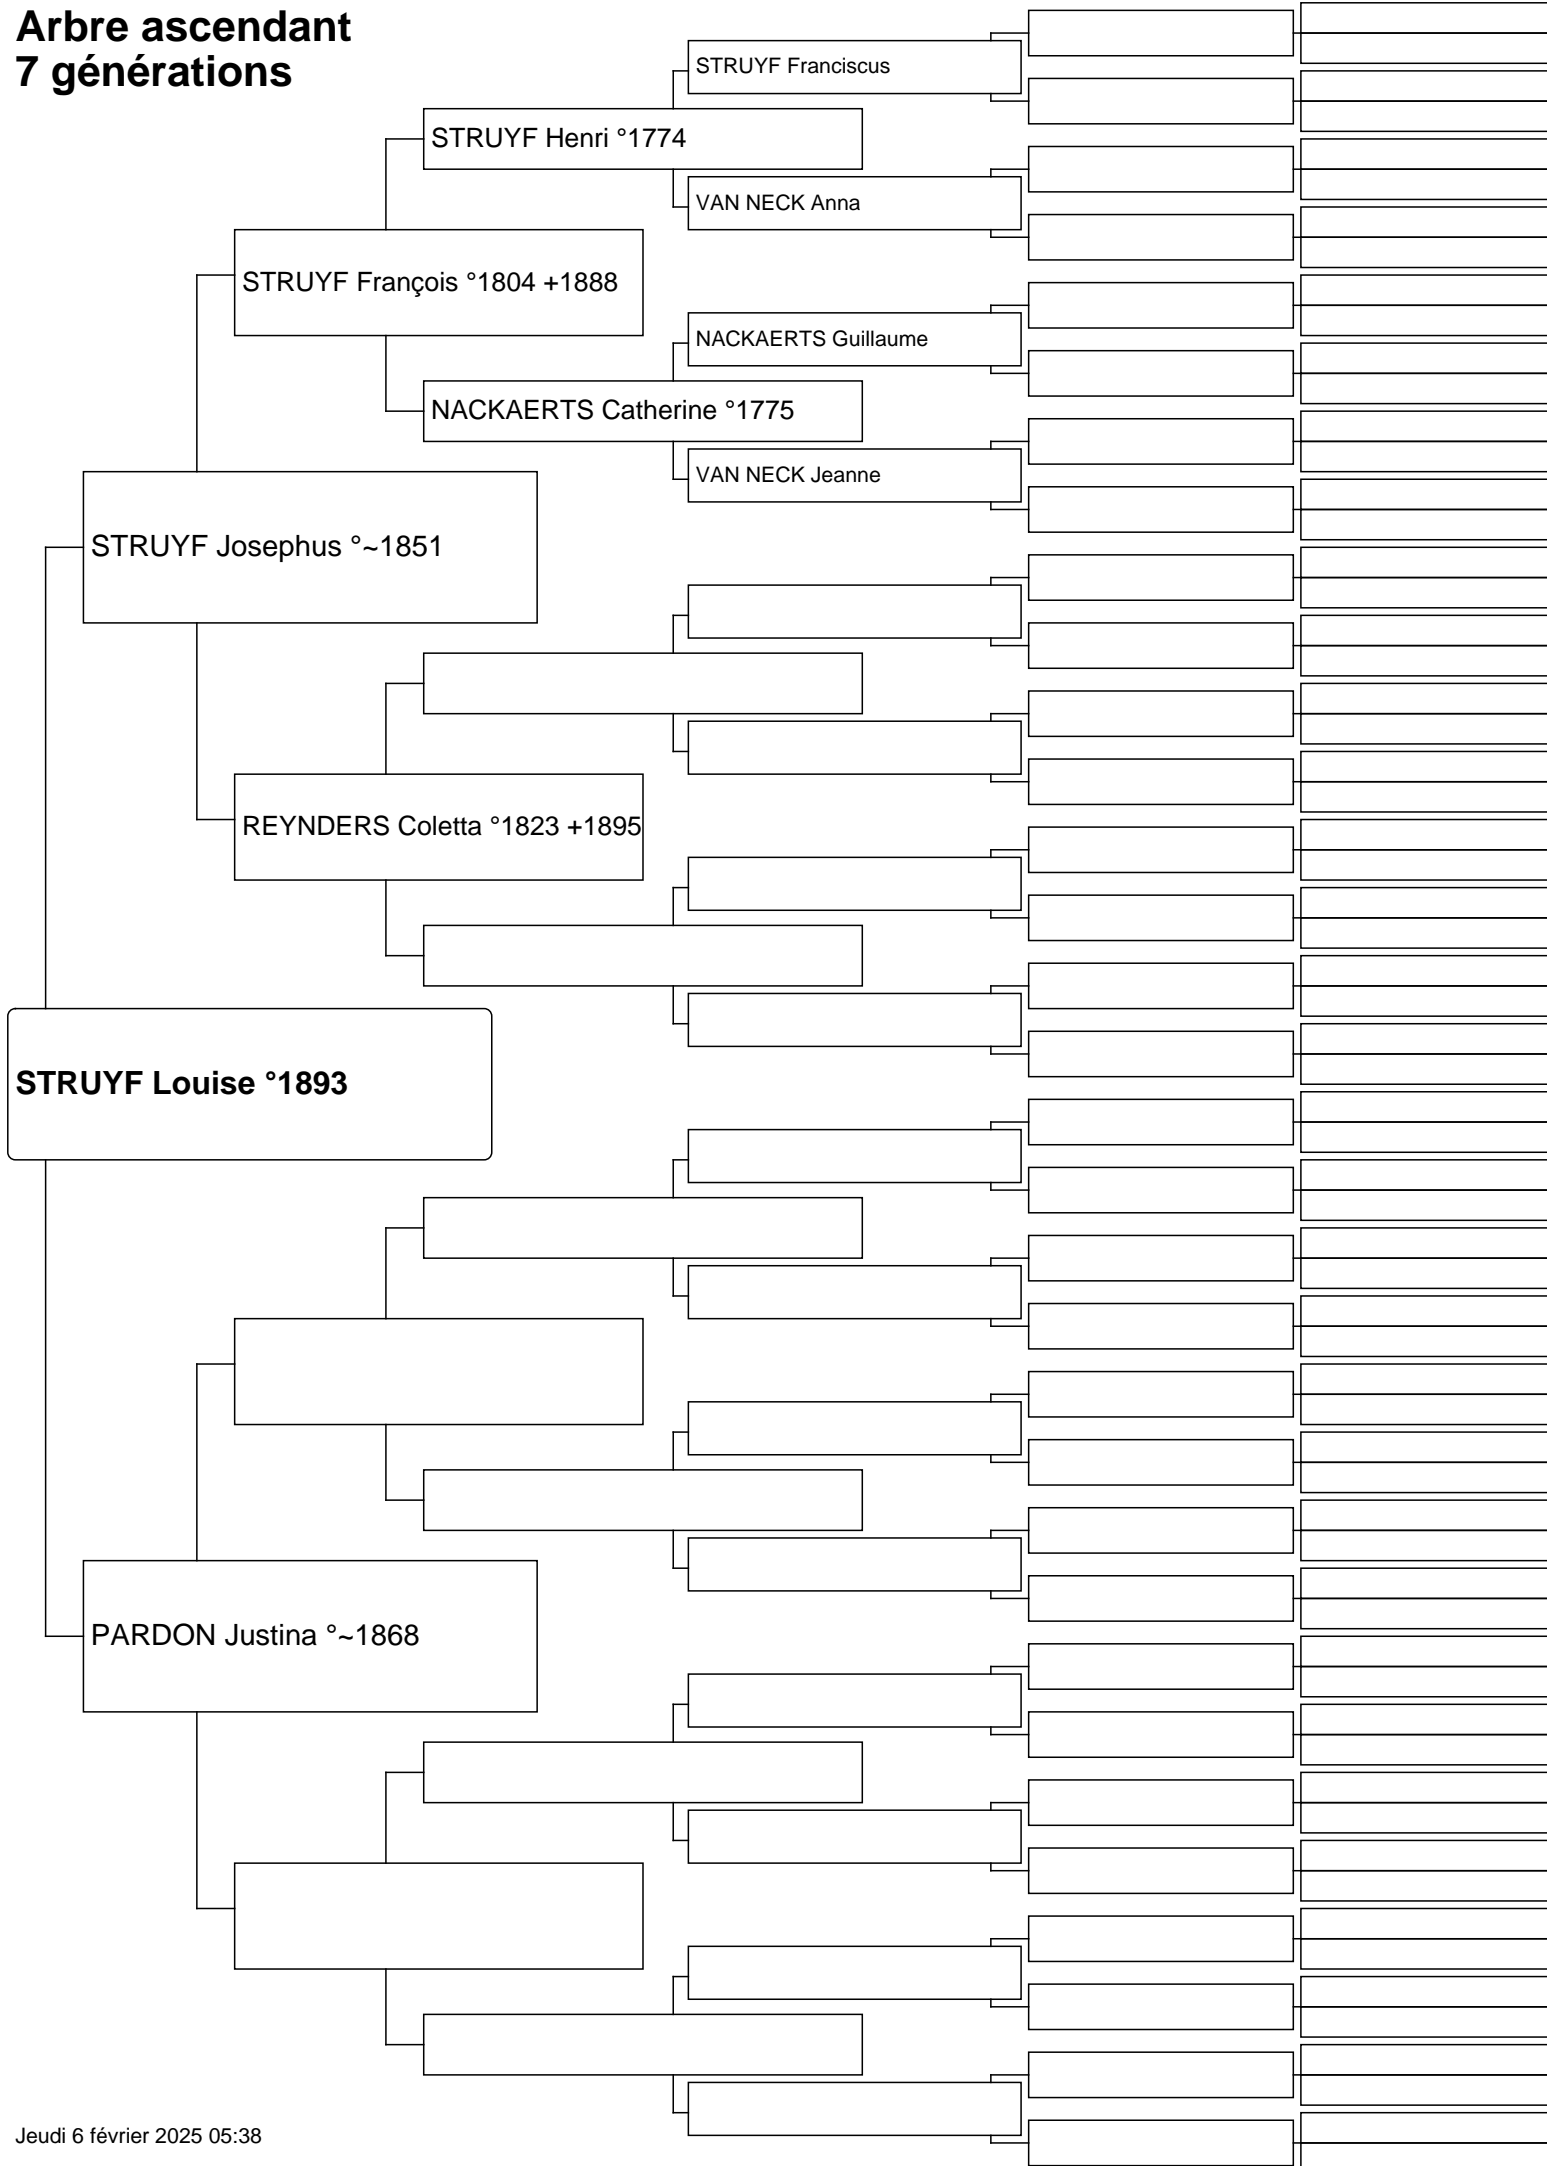 Arbre ascendant
7 générations
STRUYF Franciscus
STRUYF Henri °1774
VAN NECK Anna
STRUYF François °1804 +1888
NACKAERTS Guillaume
NACKAERTS Catherine °1775
VAN NECK Jeanne
STRUYF Josephus °~1851
REYNDERS Coletta °1823 +1895
STRUYF Louise °1893
PARDON Justina °~1868
Jeudi 6 février 2025 05:38